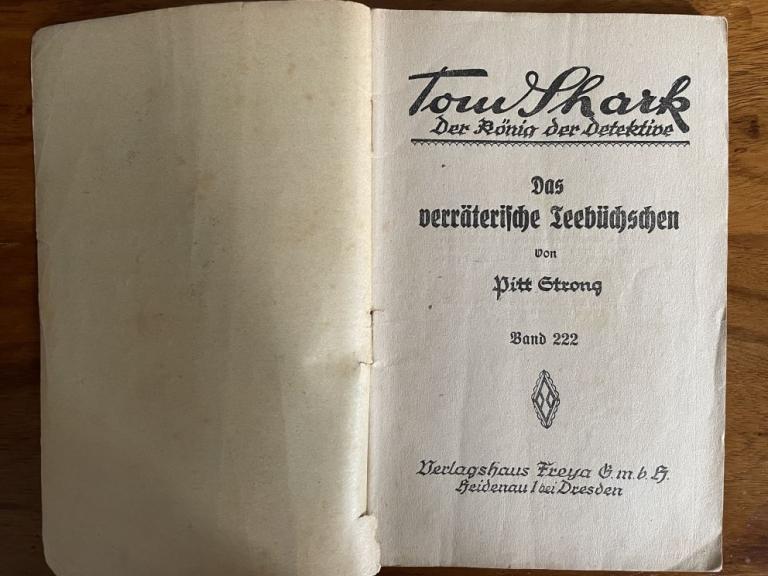 Tom Shark
Der König der Detektive
Das
verräterische Teebüchschen
von
Pitt Strong
Band 222
Verlagshaus Freya G. m. b. H.
Heidenau 1 bei Dresden